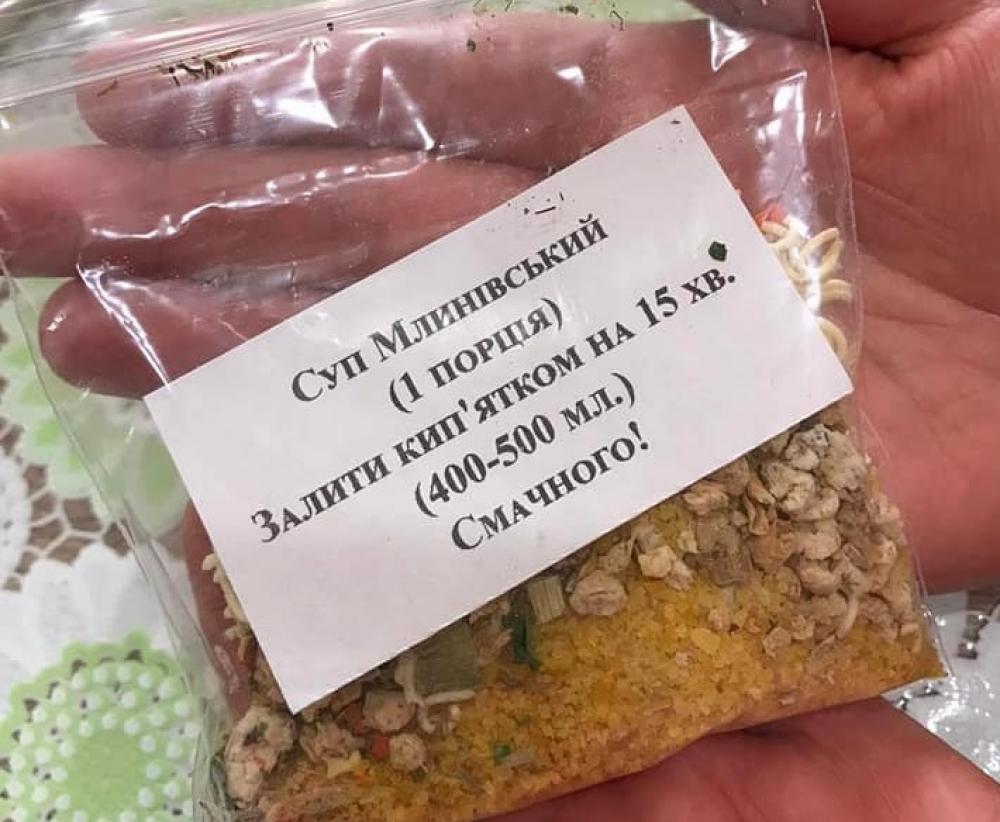 Суп Млинівський
(1 порція)
Залити кип'ятком на 15 хв.
(400-500 мл.)
Смачного!